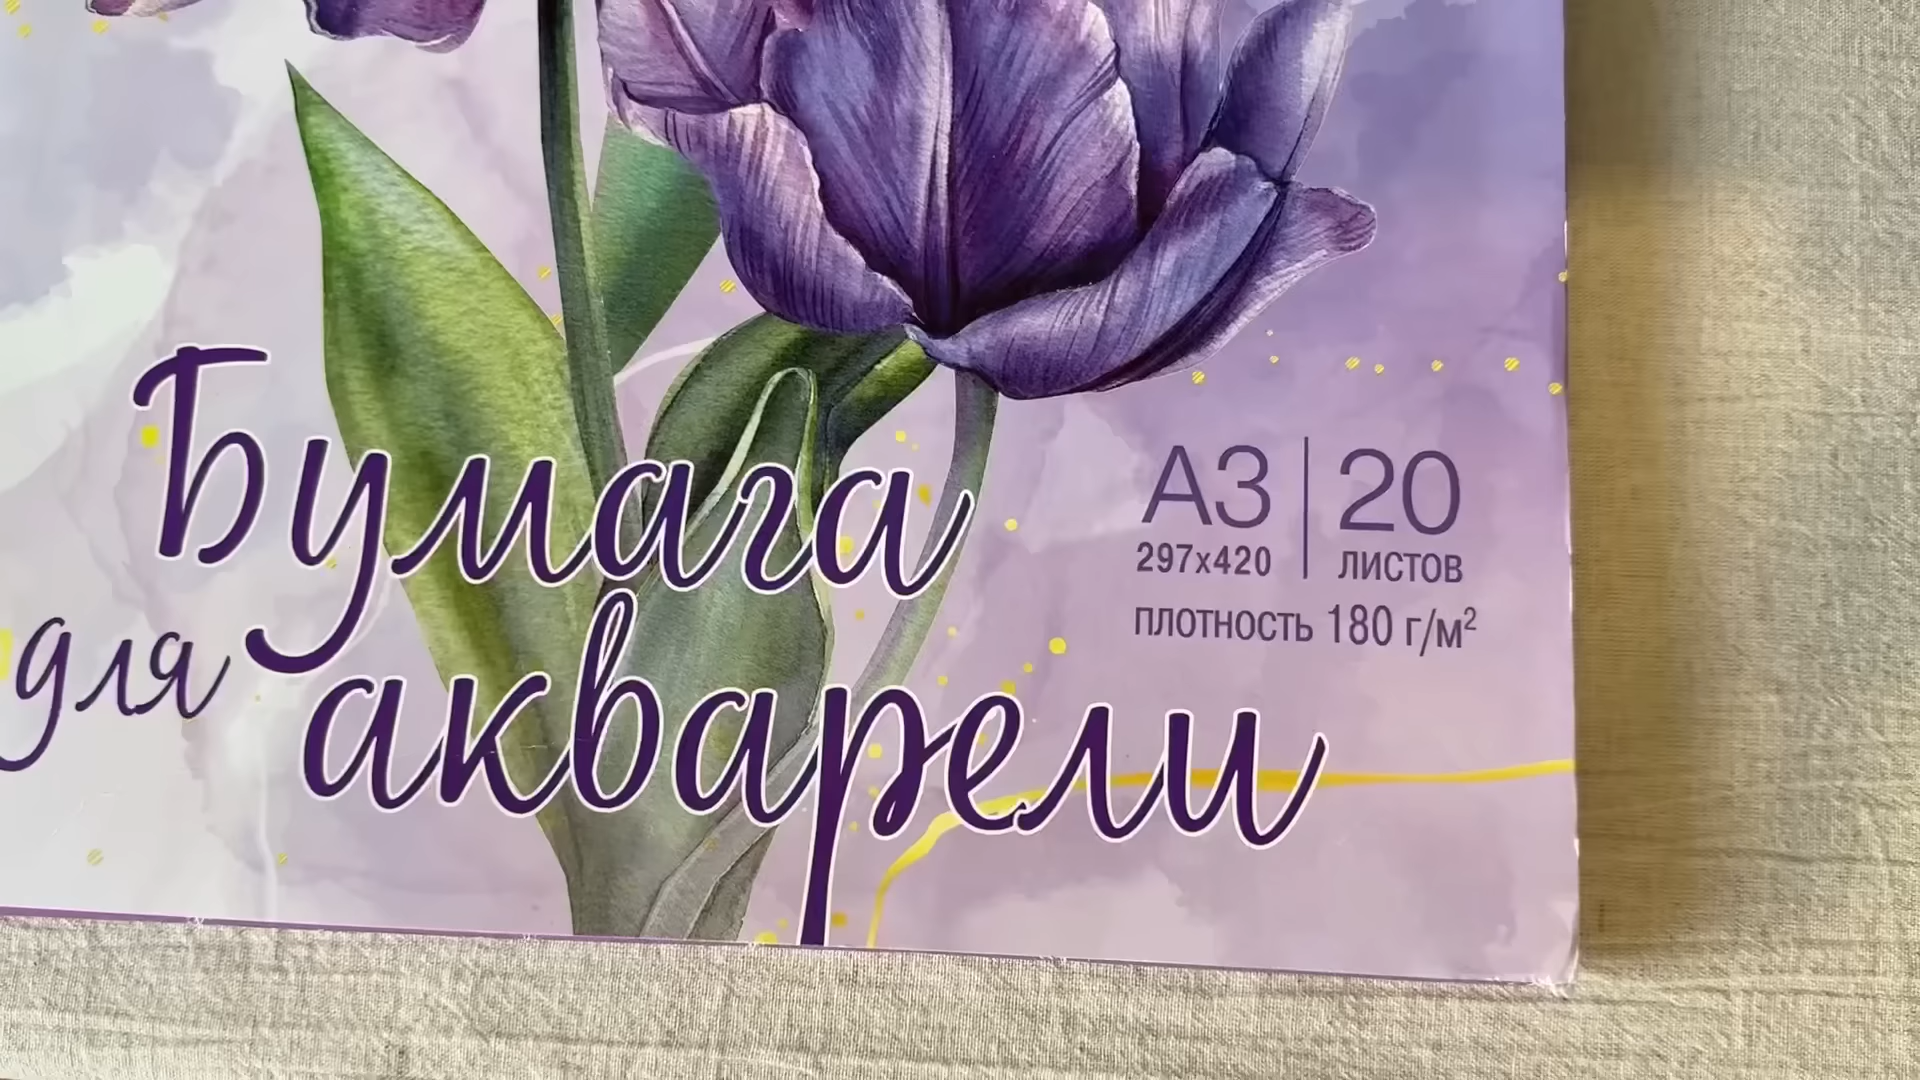 Бумага
для акварели
А3 | 20
297х420 листов
плотность 180 г/м²